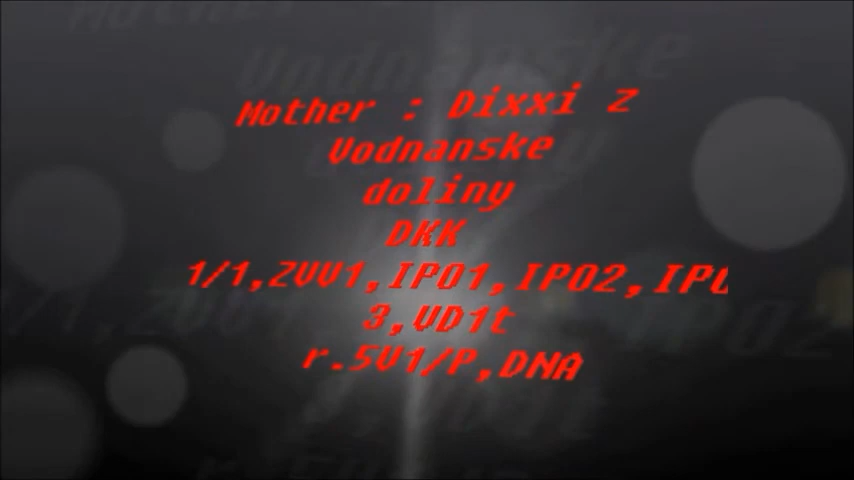 Mother : Dixxi z
Vodnanske
doliny
DKK
1/1,ZVV1,IPO1,IPO2,IPO
3,VD1t
r.5V1/P,DNA